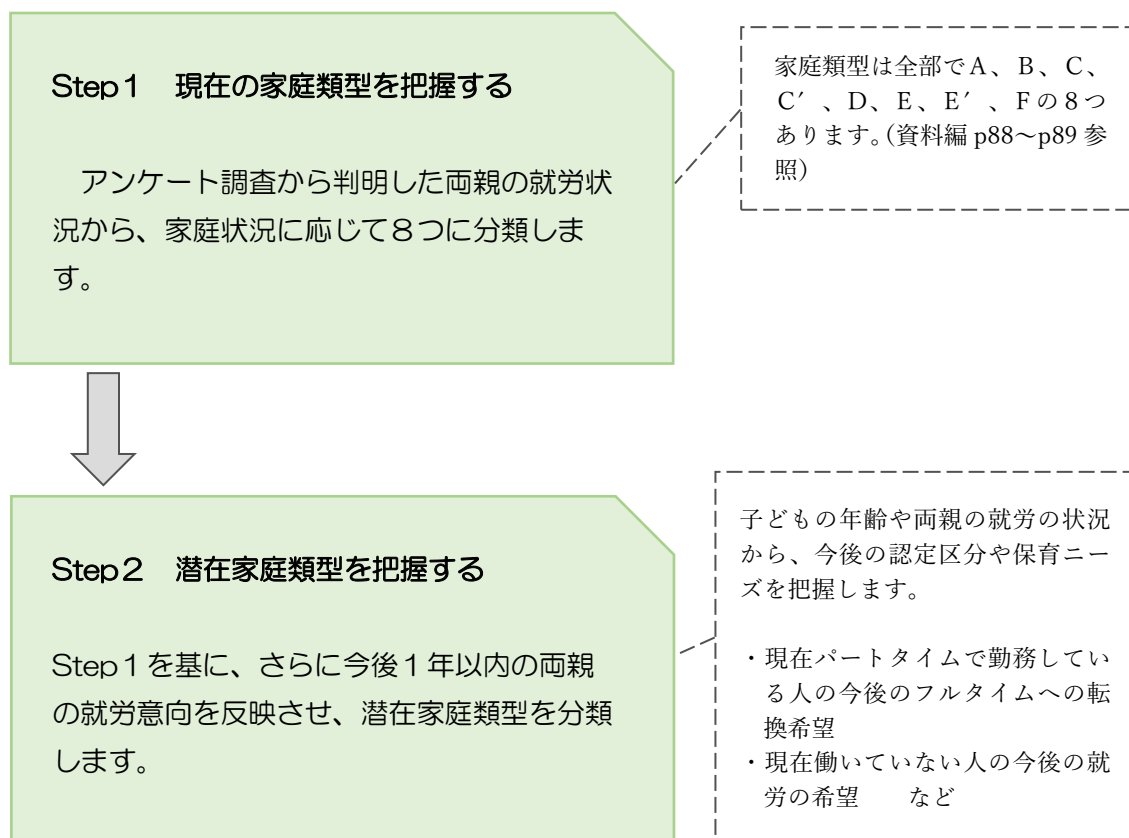 Step１　現在の家庭類型を把握する
　アンケート調査から判明した両親の就労状
況から、家庭状況に応じて８つに分類しま
す。
家庭類型は全部でＡ、Ｂ、Ｃ、
Ｃ′、Ｄ、Ｅ、Ｅ′、Ｆの８つ
あります。（資料編 p88～p89 参
照）
Step２　潜在家庭類型を把握する
Step１を基に、さらに今後１年以内の両親
の就労意向を反映させ、潜在家庭類型を分類
します。
子どもの年齢や両親の就労の状況
から、今後の認定区分や保育ニー
ズを把握します。
・現在パートタイムで勤務してい
る人の今後のフルタイムへの転
換希望
・現在働いていない人の今後の就
労の希望　　など